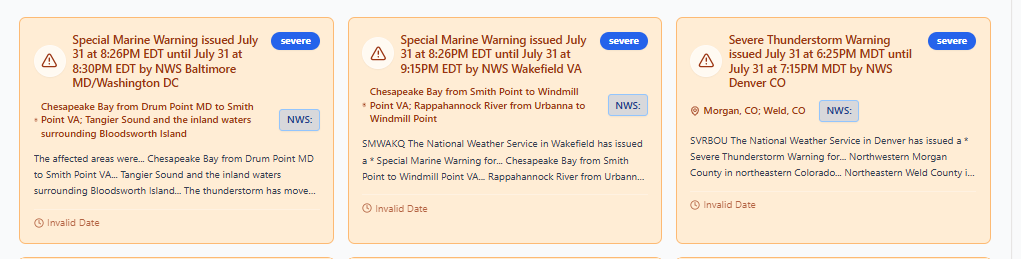 Special Marine Warning issued July
31 at 8:26PM EDT until July 31 at
8:30PM EDT by NWS Baltimore
MD/Washington DC
severe
Chesapeake Bay from Drum Point MD to Smith
Point VA; Tangier Sound and the inland waters
surrounding Bloodsworth Island
NWS:
The affected areas were... Chesapeake Bay from Drum Point MD
to Smith Point VA... Tangier Sound and the inland waters
surrounding Bloodsworth Island... The thunderstorm has move...
Invalid Date
Special Marine Warning issued July
31 at 8:26PM EDT until July 31 at
9:15PM EDT by NWS Wakefield VA
severe
Chesapeake Bay from Smith Point to Windmill
Point VA; Rappahannock River from Urbanna to
Windmill Point
NWS:
SMWAKQ The National Weather Service in Wakefield has issued
a * Special Marine Warning for... Chesapeake Bay from Smith
Point to Windmill Point VA... Rappahannock River from Urbann...
Invalid Date
Severe Thunderstorm Warning
issued July 31 at 6:25PM MDT until
July 31 at 7:15PM MDT by NWS
Denver CO
severe
Morgan, CO; Weld, CO
NWS:
SVRBOU The National Weather Service in Denver has issued a *
Severe Thunderstorm Warning for... Northwestern Morgan
County in northeastern Colorado... Northeastern Weld County i...
Invalid Date